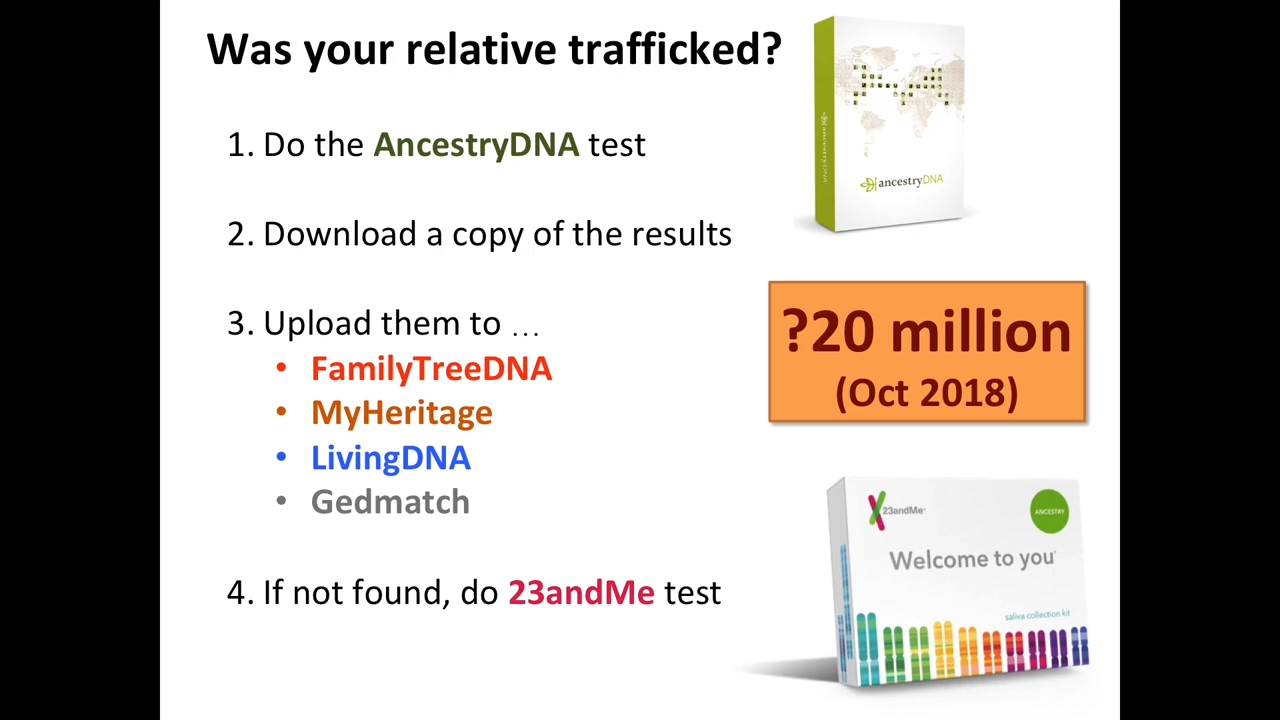 Was your relative trafficked?
1. Do the AncestryDNA test
2. Download a copy of the results
3. Upload them to …
• FamilyTreeDNA
• MyHeritage
• LivingDNA
• Gedmatch
4. If not found, do 23andMe test
ancestryDNA
ancestryDNA
?20 million
(Oct 2018)
23andMe
ANCESTRY
Welcome to you
saliva collection kit